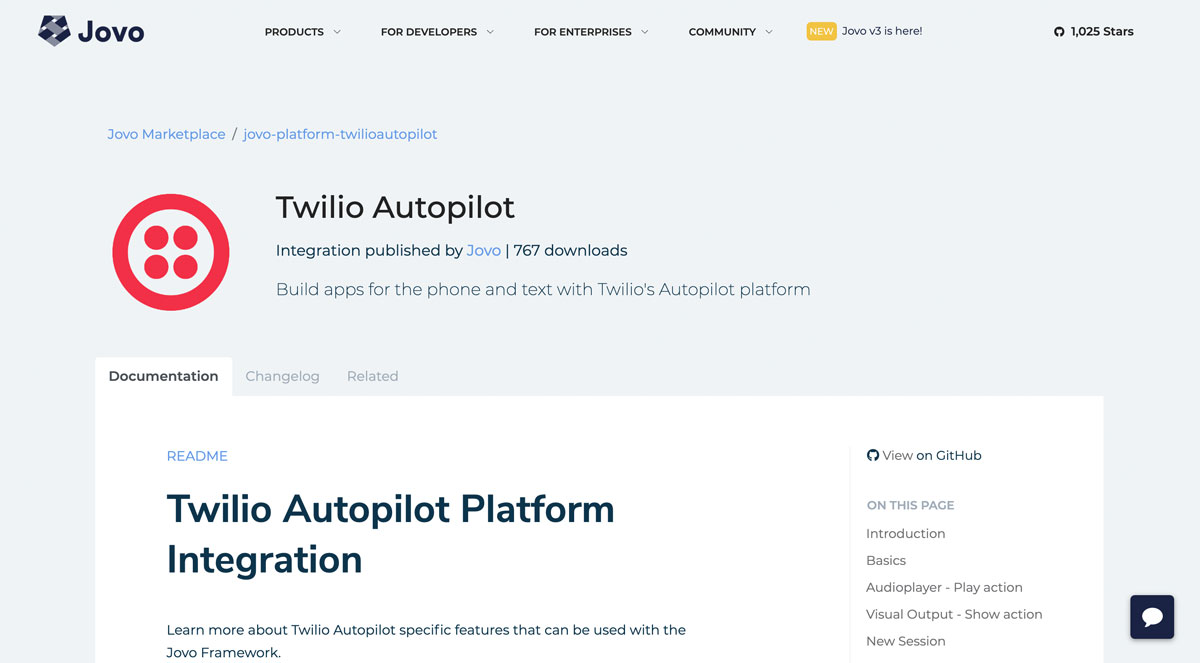 Jovo
PRODUCTS
FOR DEVELOPERS
FOR ENTERPRISES
COMMUNITY
NEW Jovo v3 is here!
1,025 Stars
Jovo Marketplace / jovo-platform-twilioautopilot
Twilio Autopilot
Integration published by Jovo | 767 downloads
Build apps for the phone and text with Twilio's Autopilot platform
Documentation
Changelog
Related
README
Twilio Autopilot Platform
Integration
Learn more about Twilio Autopilot specific features that can be used with the
Jovo Framework.
View on GitHub
ON THIS PAGE
Introduction
Basics
Audioplayer - Play action
Visual Output - Show action
New Session